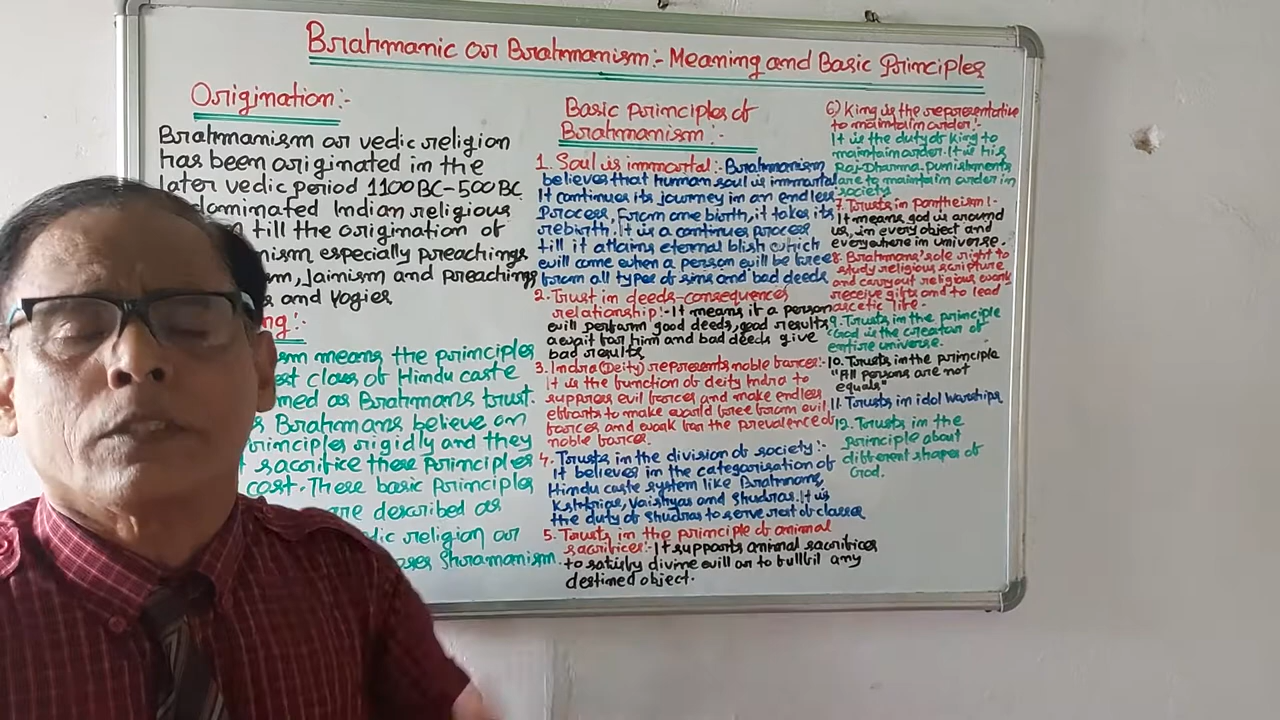 Brahmanic or Brahmanism:- Meaning and Basic Principles
Origination:-
Brahmanism or vedic religion
has been originated in the
later vedic period 1100BC-500BC.
dominated Indian religious
till the origination of
nism especially preachings
sm, Jainism and preachings
s and Yogies
ng:-
sm means the principles
est class of Hindu caste
med as Brahmans trust.
s Brahmans believe on
rinciples rigidly and they
t sacrifice these principles
cost. These basic principles
are described as
dic religion or
oses Shramanism.
Basic principles of
Brahmanism:-
1. Soul is immortal:- Brahmanism
believes that human soul is immortal
It continues its journey in an endless
process, from one birth, it takes its
rebirth. It is a continues process
till it attains eternal blish which
will come when a person will be free
from all types of sins and bad deeds
2. Trust in deeds-consequences
relationship:- It means if a person
will perform good deeds, good results
await for him and bad deeds give
bad results
3. Indra (Deity) represents noble forces:-
It is the function of deity Indra to
suppress evil forces and make endless
efforts to make world free from evil
forces and work for the prevalence of
noble forces.
4. Trusts in the division of society:-
It believes in the categorisation of
Hindu caste system like Brahmans,
Kshtrias, Vaishyas and Shudras. It is
the duty of Shudras to serve rest of classes
5. Trusts in the principle of animal
sacrifices:- It supports animal sacrifices
to satisfy divine will or to fulfil any
destined object.
6) King is the representative
to maintain order:-
It is the duty of King to
maintain order. It is his
Raj-Dharma. Punishments
are to maintain order in
society
7. Trusts in pantheism:-
It means god is around
us, in every object and
everywhere in universe.
8. Brahmans' sole right to
study religious scripture
and carryout religious work
receive gifts and to lead
ascetic life.
9. Trusts in the principle
"God is the creator of
entire universe.
10. Trusts in the principle
"All persons are not
equals"
11. Trusts in idol worships
12. Trusts in the
principle about
different shapes of
God.